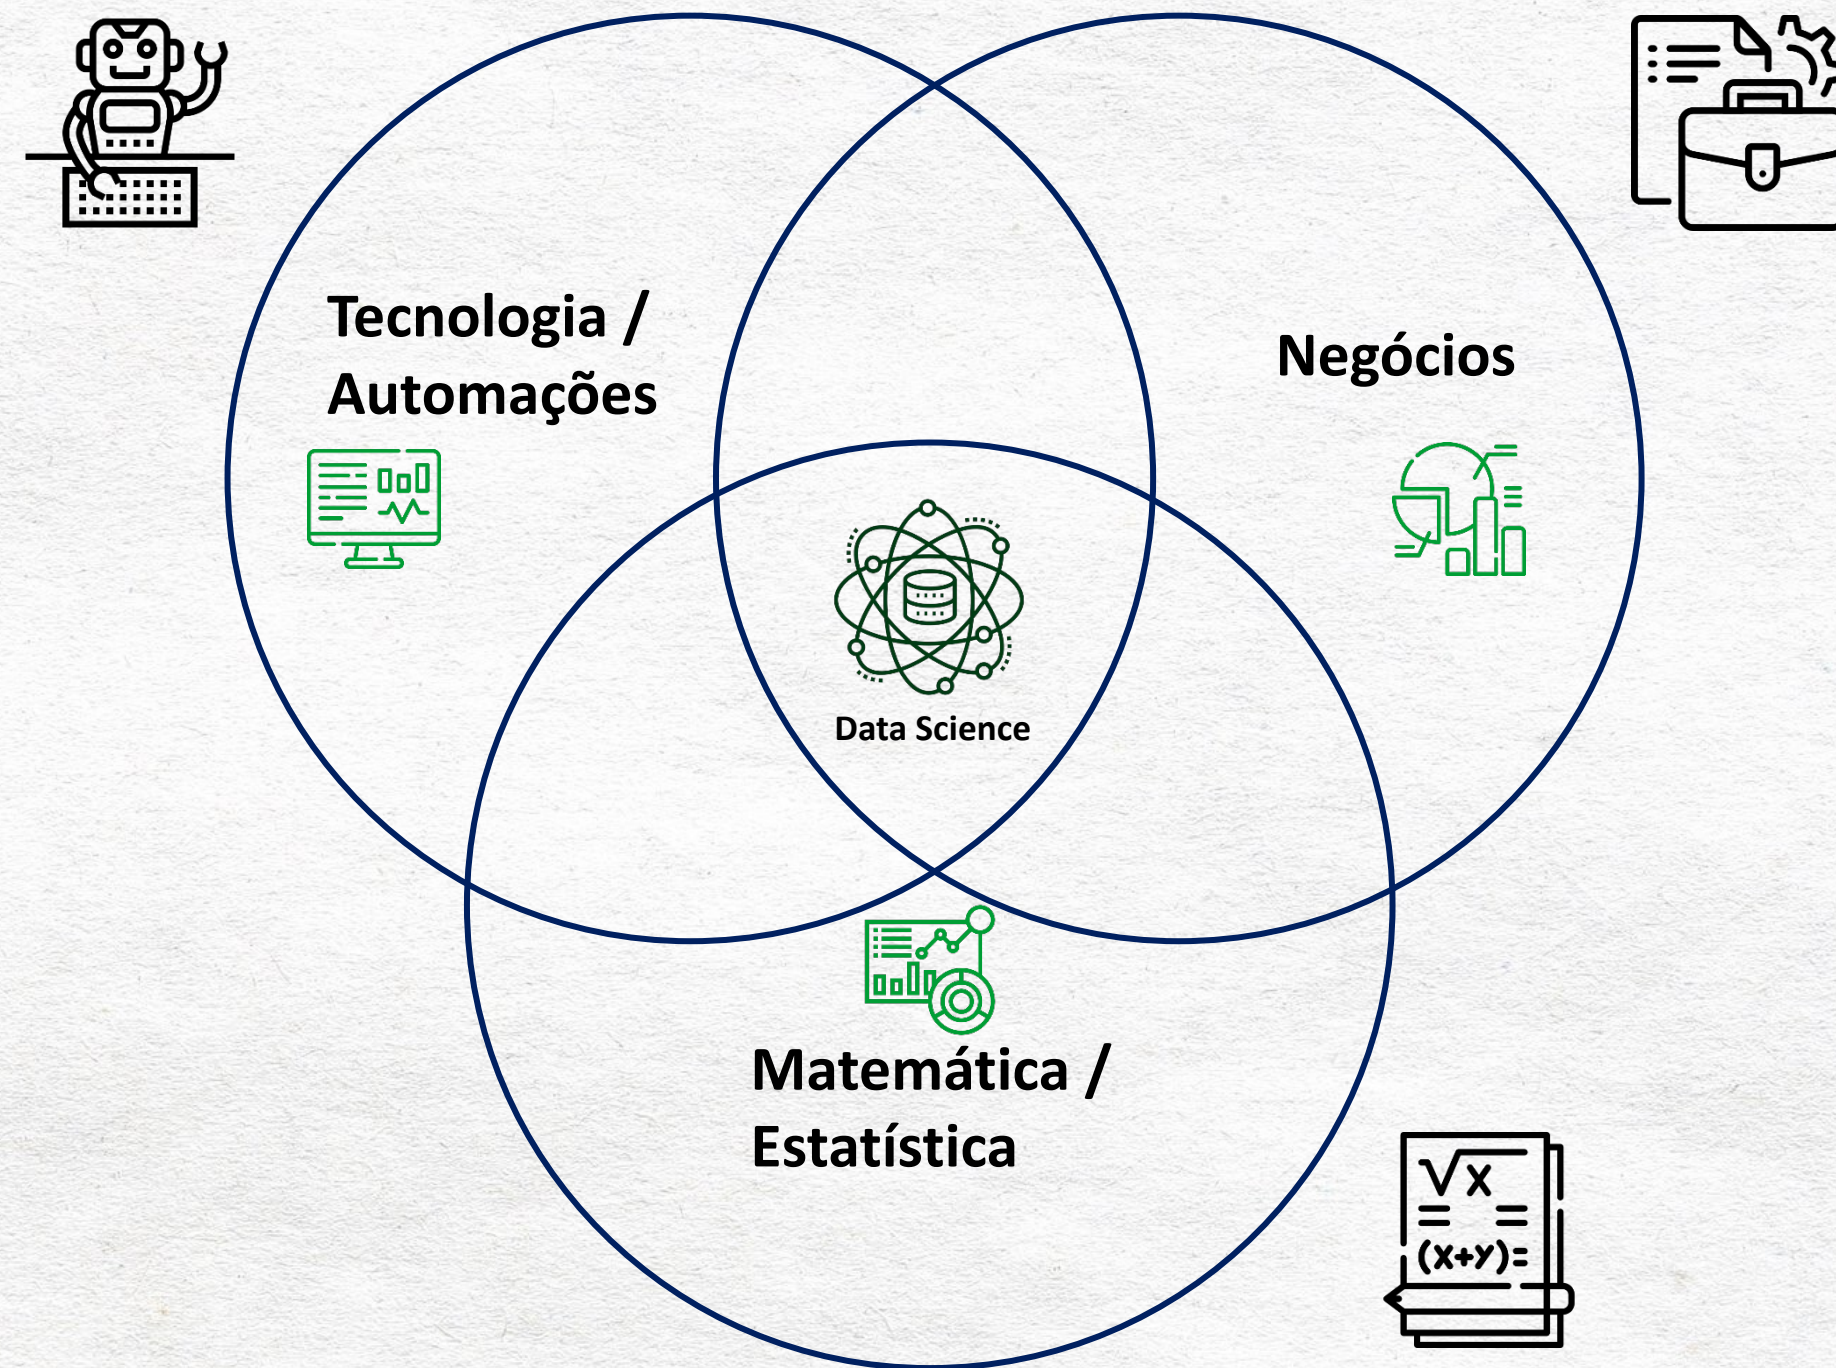 Tecnologia /
Automações
Negócios
Data Science
Matemática /
Estatística
√x
= =
(x+y)=